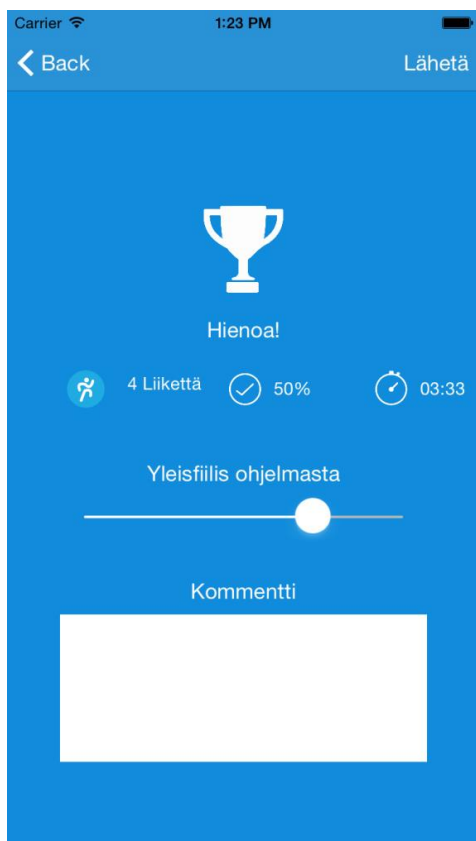 Carrier 1:23 PM
Back Lähetä
Hienoa!
4 Liikettä 50% 03:33
Yleisfiilis ohjelmasta
Kommentti